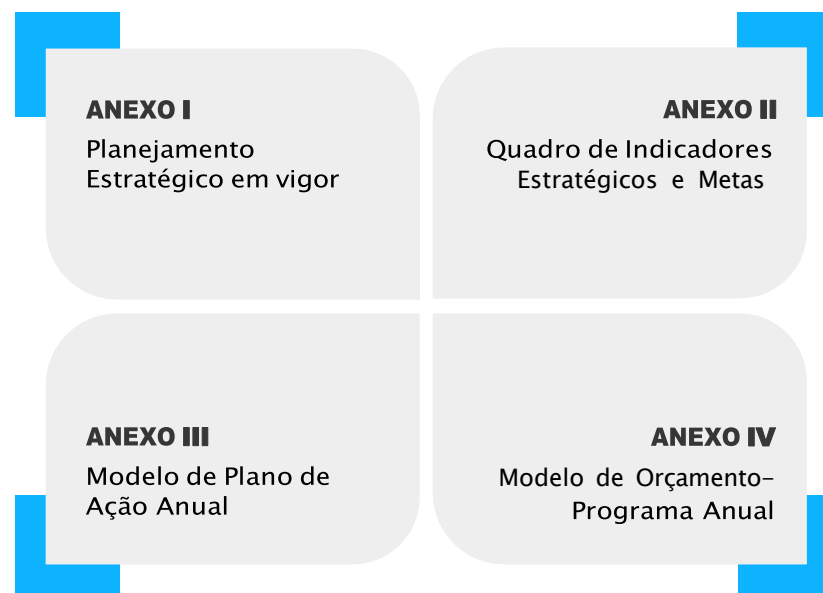 ANEXO I
Planejamento
Estratégico em vigor
ANEXO II
Quadro de Indicadores
Estratégicos e Metas
ANEXO III
Modelo de Plano de
Ação Anual
ANEXO IV
Modelo de Orçamento-
Programa Anual